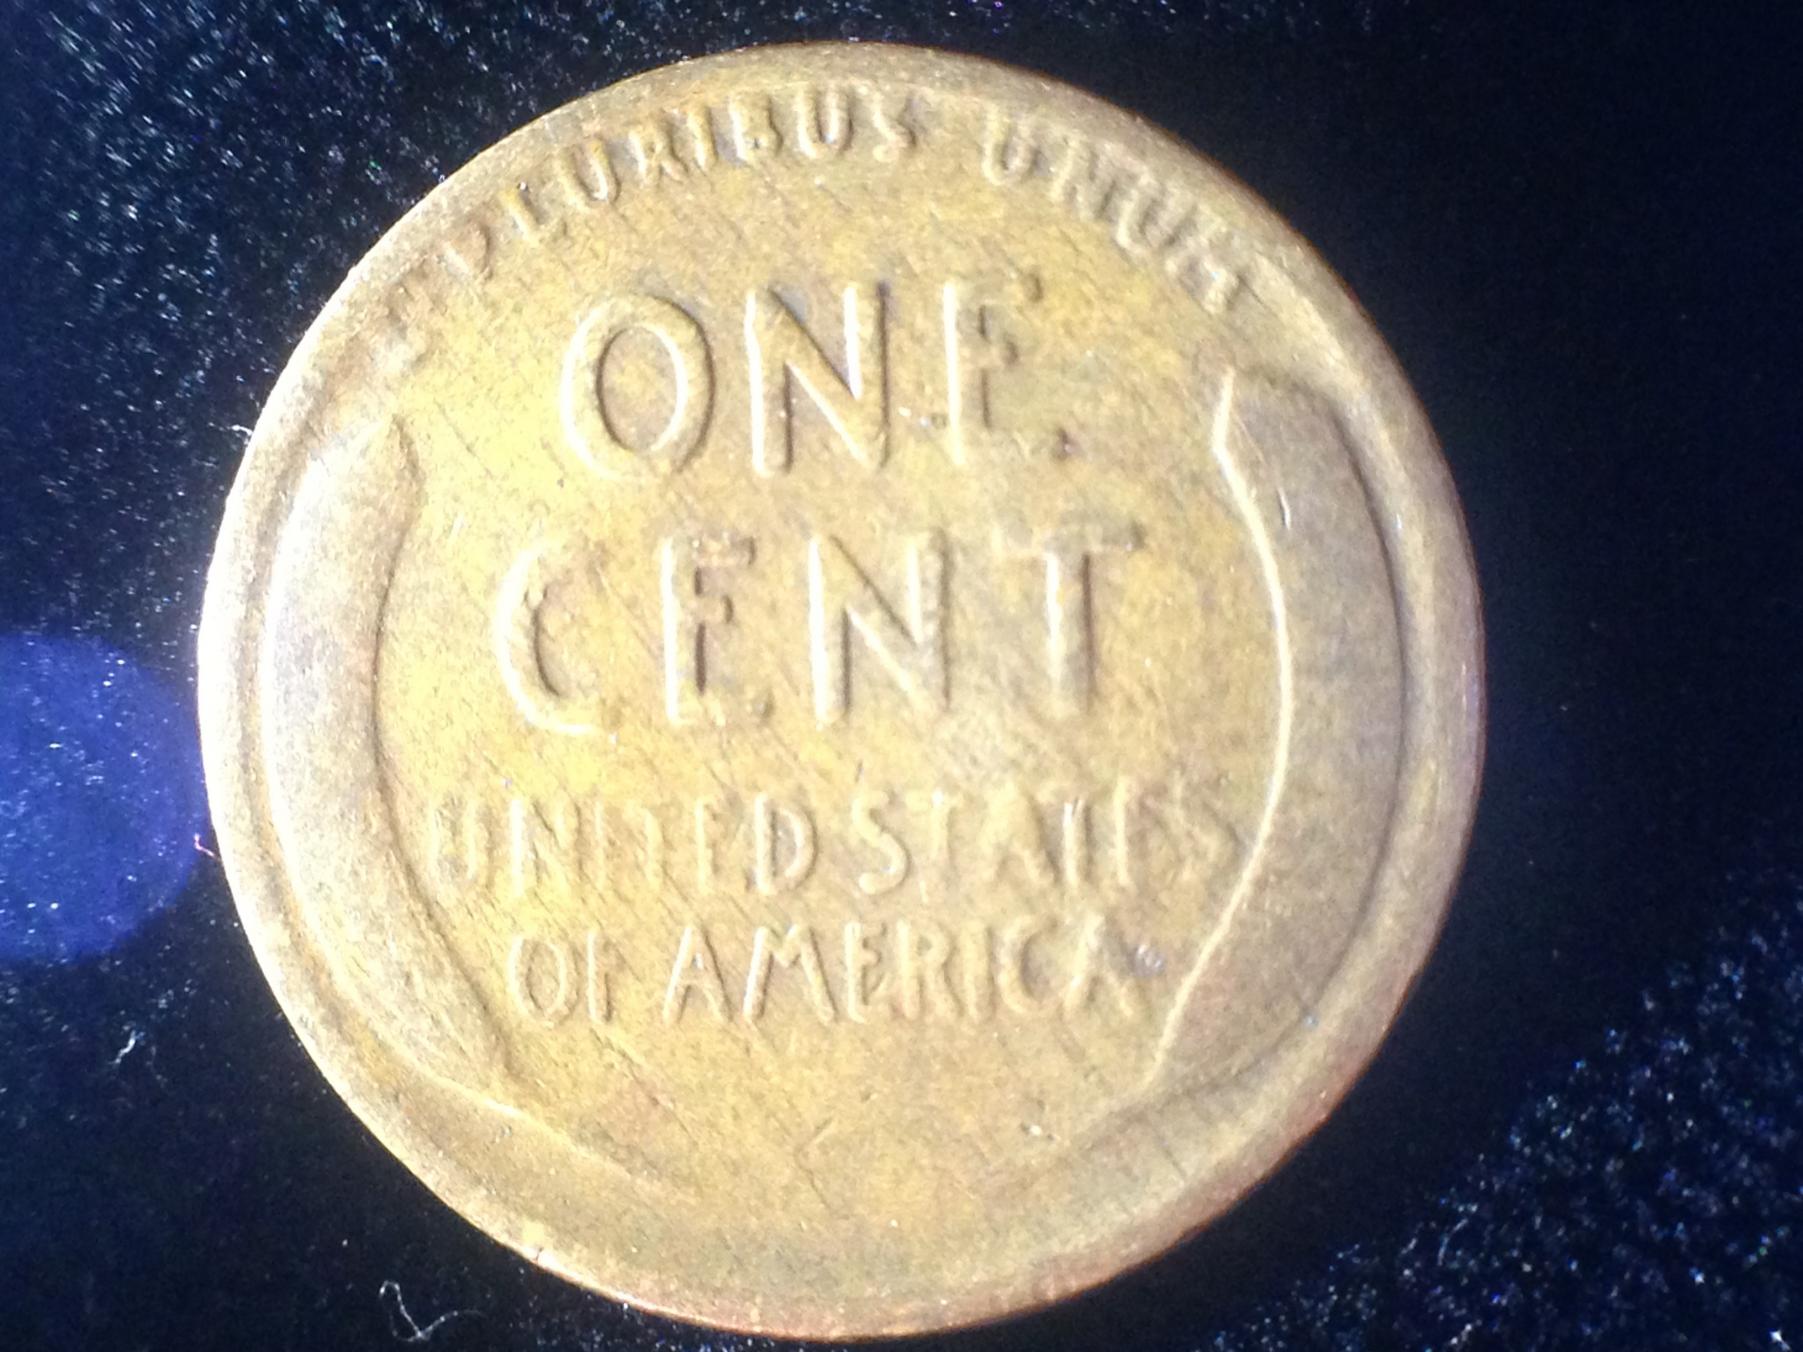 E PLURIBUS UNUM
ONE
CENT
UNITED STATES
OF AMERICA